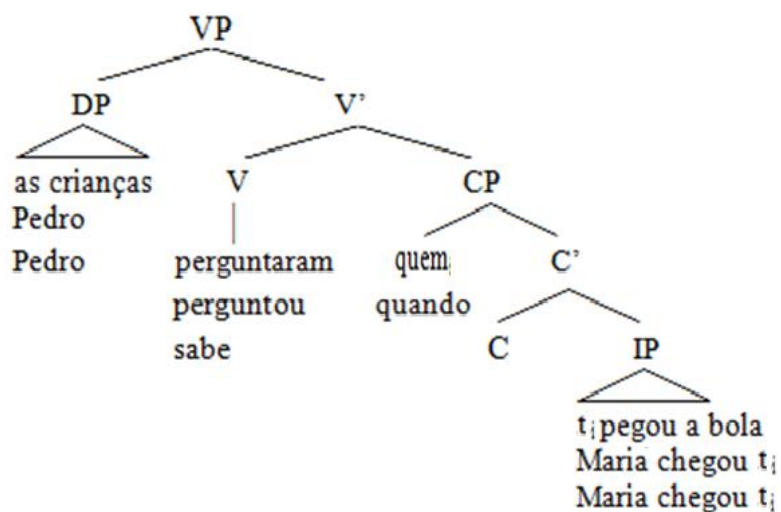 VP
DP V'
as crianças V CP
Pedro
Pedro perguntaram quemᵢ C'
perguntou quando
sabe C IP
tᵢ pegou a bola
Maria chegou tᵢ
Maria chegou tᵢ